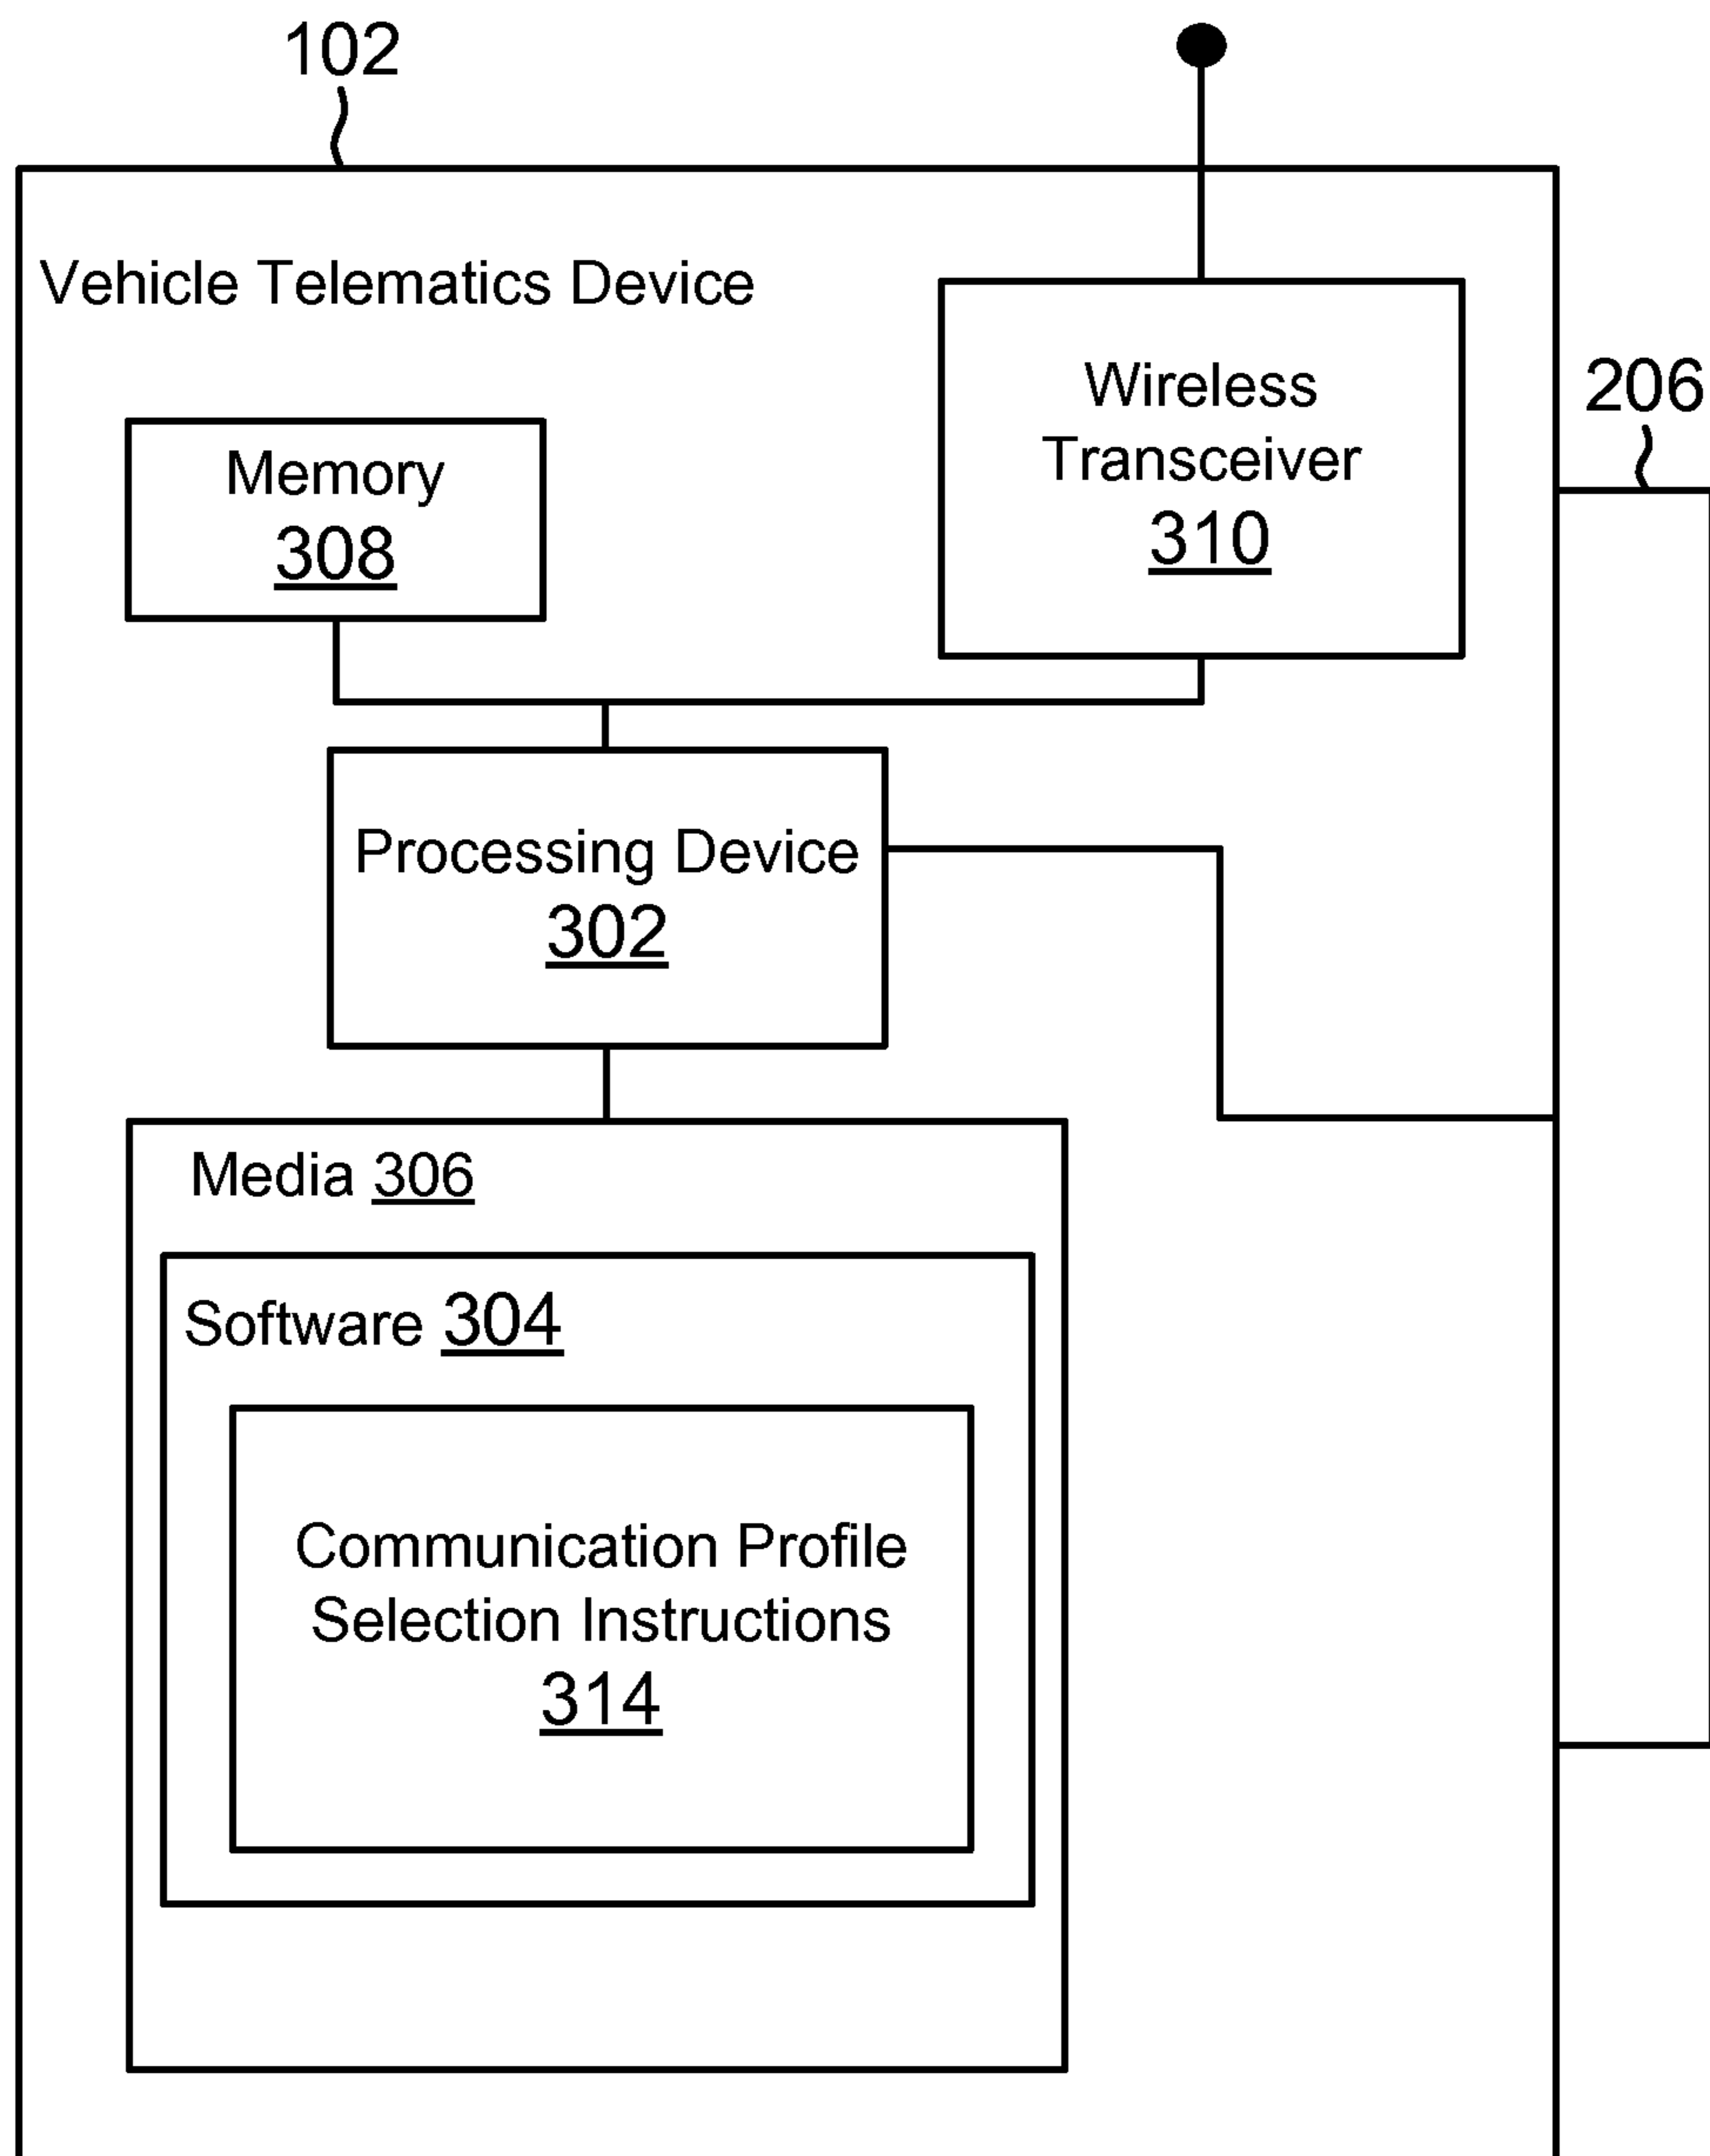 102
Vehicle Telematics Device
Wireless
Transceiver
310
206
Memory
308
Processing Device
302
Media 306
Software 304
Communication Profile
Selection Instructions
314